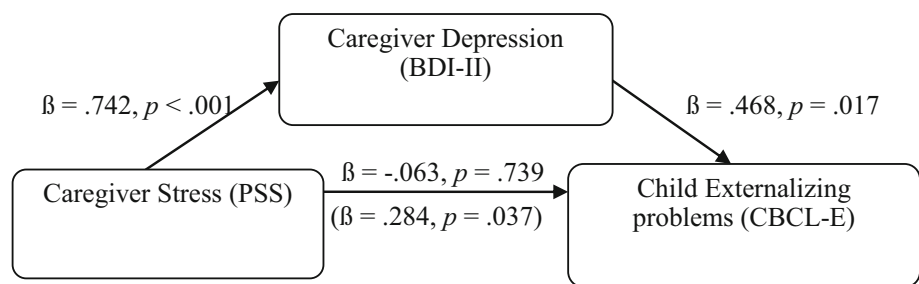 Caregiver Depression
(BDI-II)
ß = .742, p < .001
ß = .468, p = .017
Caregiver Stress (PSS)
ß = -.063, p = .739
(ß = .284, p = .037)
Child Externalizing
problems (CBCL-E)